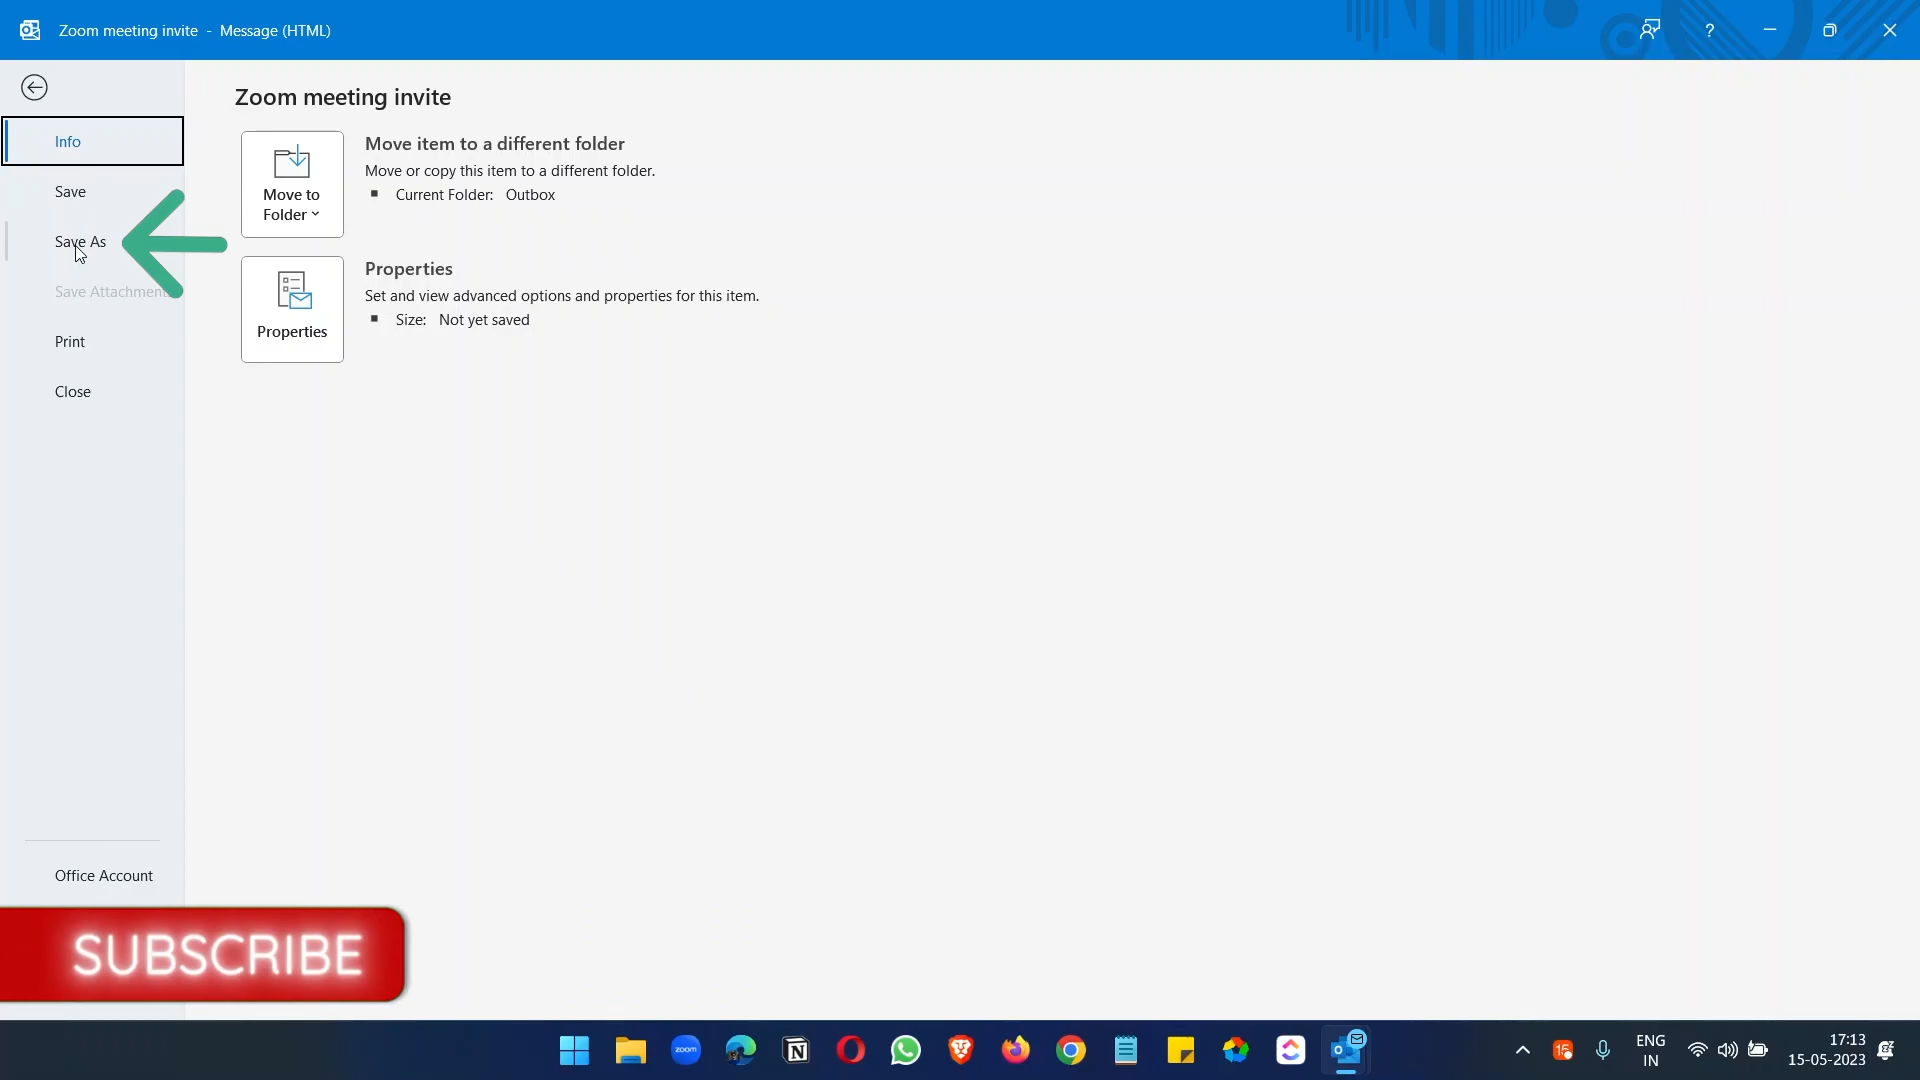 Zoom meeting invite - Message (HTML)
?
Zoom meeting invite
Info
Move to
Folder
Move item to a different folder
Move or copy this item to a different folder.
Current Folder: Outbox
Save
Save As
Save Attachment
Properties
Properties
Set and view advanced options and properties for this item.
Size: Not yet saved
Print
Close
Office Account
SUBSCRIBE
zoom
15
ENG
IN
17:13
15-05-2023